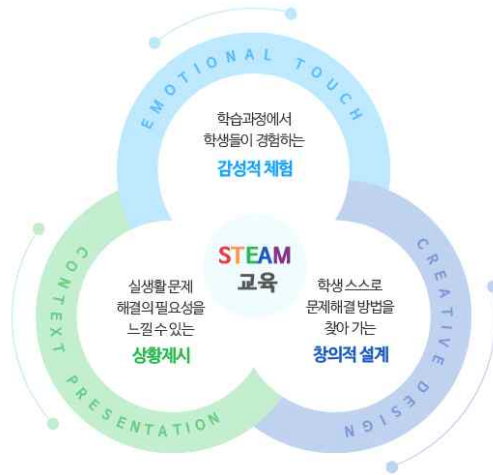 EMOTIONAL TOUCH
학습과정에서
학생들이 경험하는
감성적 체험
STEAM
교육
CONTEXT PRESENTATION
실생활 문제
해결의 필요성을
느낄 수 있는
상황제시
CREATIVE DESIGN
학생 스스로
문제해결 방법을
찾아 가는
창의적 설계